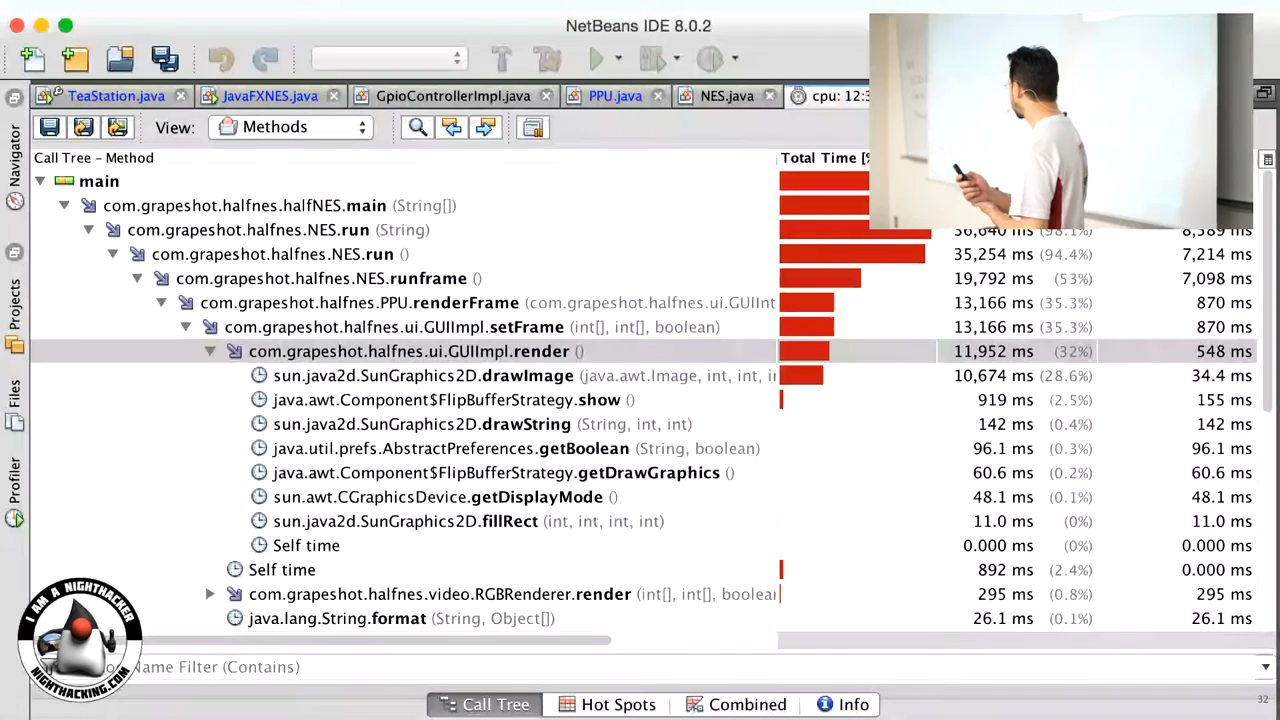 NetBeans IDE 8.0.2
TeaStation.java
JavaFXNES.java
GpioControllerImpl.java
PPU.java
NES.java
cpu: 12:3
View:
Methods
Call Tree – Method
Total Time [%
main
com.grapeshot.halfnes.halfNES.main (String[])
com.grapeshot.halfnes.NES.run (String) 36,640 ms (98.1%) 8,389 ms
com.grapeshot.halfnes.NES.run () 35,254 ms (94.4%) 7,214 ms
com.grapeshot.halfnes.NES.runframe () 19,792 ms (53%) 7,098 ms
com.grapeshot.halfnes.PPU.renderFrame (com.grapeshot.halfnes.ui.GUIInt 13,166 ms (35.3%) 870 ms
com.grapeshot.halfnes.ui.GUIImpl.setFrame (int[], int[], boolean) 13,166 ms (35.3%) 870 ms
com.grapeshot.halfnes.ui.GUIImpl.render () 11,952 ms (32%) 548 ms
sun.java2d.SunGraphics2D.drawImage (java.awt.Image, int, int, i 10,674 ms (28.6%) 34.4 ms
java.awt.Component$FlipBufferStrategy.show () 919 ms (2.5%) 155 ms
sun.java2d.SunGraphics2D.drawString (String, int, int) 142 ms (0.4%) 142 ms
java.util.prefs.AbstractPreferences.getBoolean (String, boolean) 96.1 ms (0.3%) 96.1 ms
java.awt.Component$FlipBufferStrategy.getDrawGraphics () 60.6 ms (0.2%) 60.6 ms
sun.awt.CGraphicsDevice.getDisplayMode () 48.1 ms (0.1%) 48.1 ms
sun.java2d.SunGraphics2D.fillRect (int, int, int, int) 11.0 ms (0%) 11.0 ms
Self time 0.000 ms (0%) 0.000 ms
Self time 892 ms (2.4%) 0.000 ms
com.grapeshot.halfnes.video.RGBRenderer.render (int[], int[], boolea 295 ms (0.8%) 295 ms
java.lang.String.format (String, Object[]) 26.1 ms (0.1%) 26.1 ms
Name Filter (Contains)
Call Tree
Hot Spots
Combined
Info
32
Navigator
Projects
Files
Profiler
I AM A NIGHTHACKER
NIGHTHACKING.COM